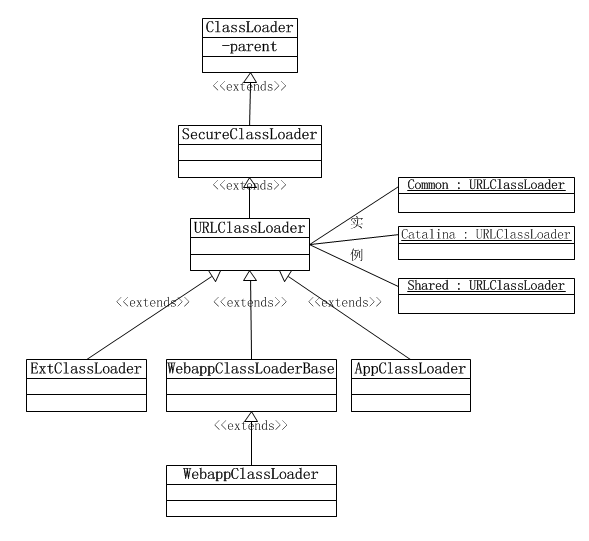 ClassLoader
-parent
<<extends>>
SecureClassLoader
<<extends>>
Common : URLClassLoader
URLClassLoader
实
Catalina : URLClassLoader
例
Shared : URLClassLoader
<<extends>>
<<extends>>
<<extends>>
ExtClassLoader
WebappClassLoaderBase
AppClassLoader
<<extends>>
WebappClassLoader